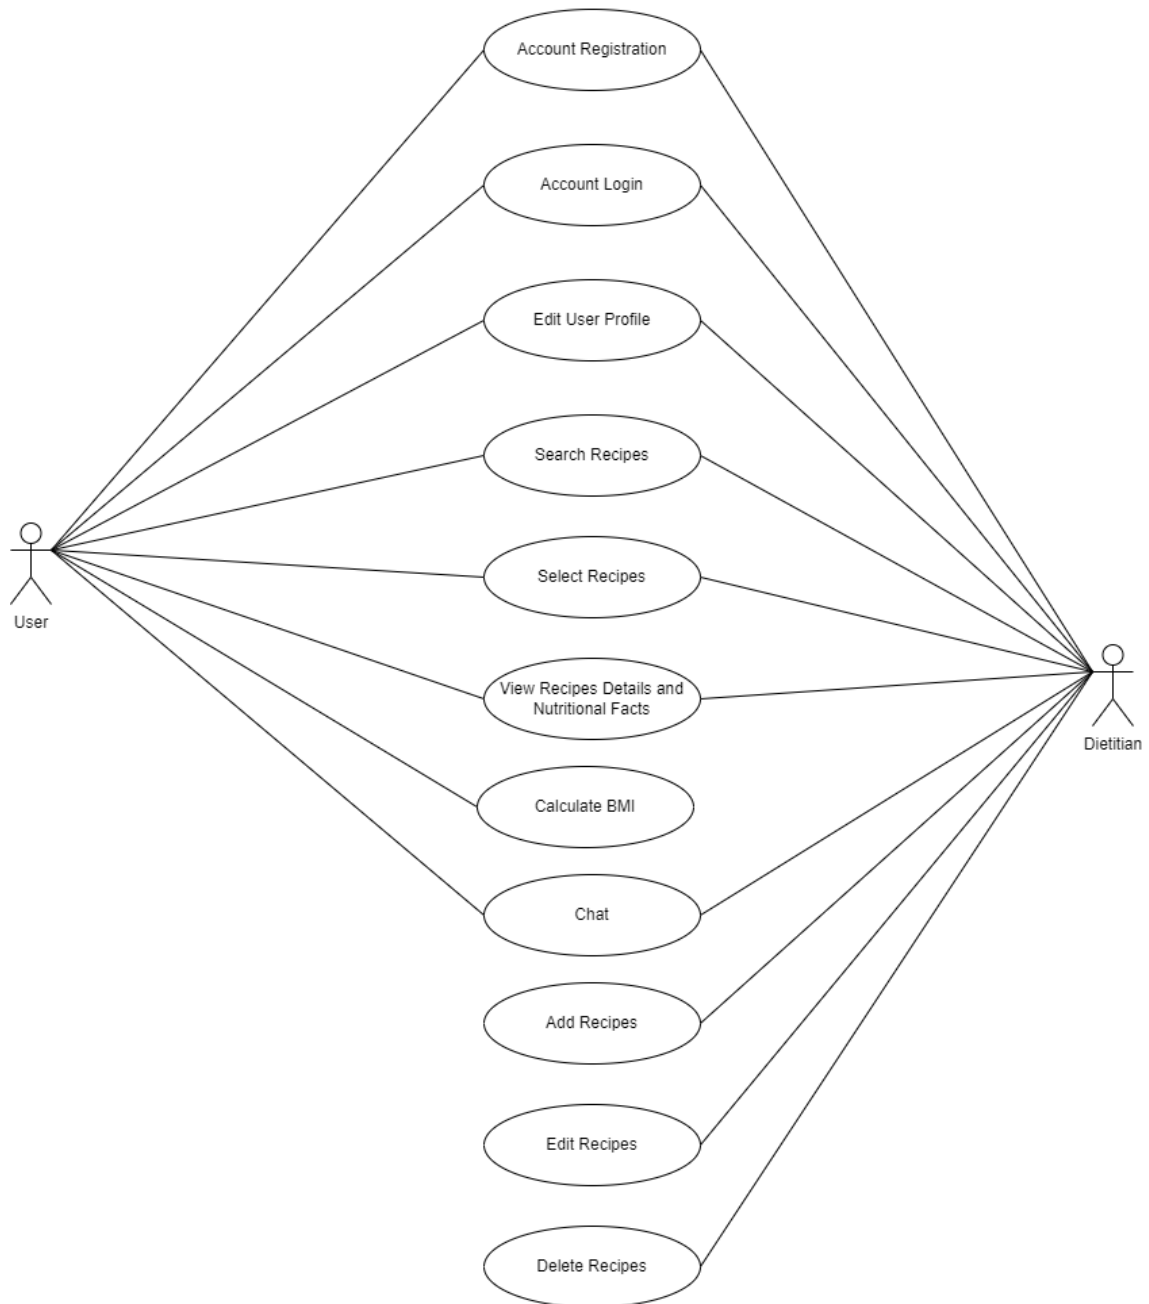 Account Registration
Account Login
Edit User Profile
Search Recipes
Select Recipes
User
View Recipes Details and
Nutritional Facts
Dietitian
Calculate BMI
Chat
Add Recipes
Edit Recipes
Delete Recipes